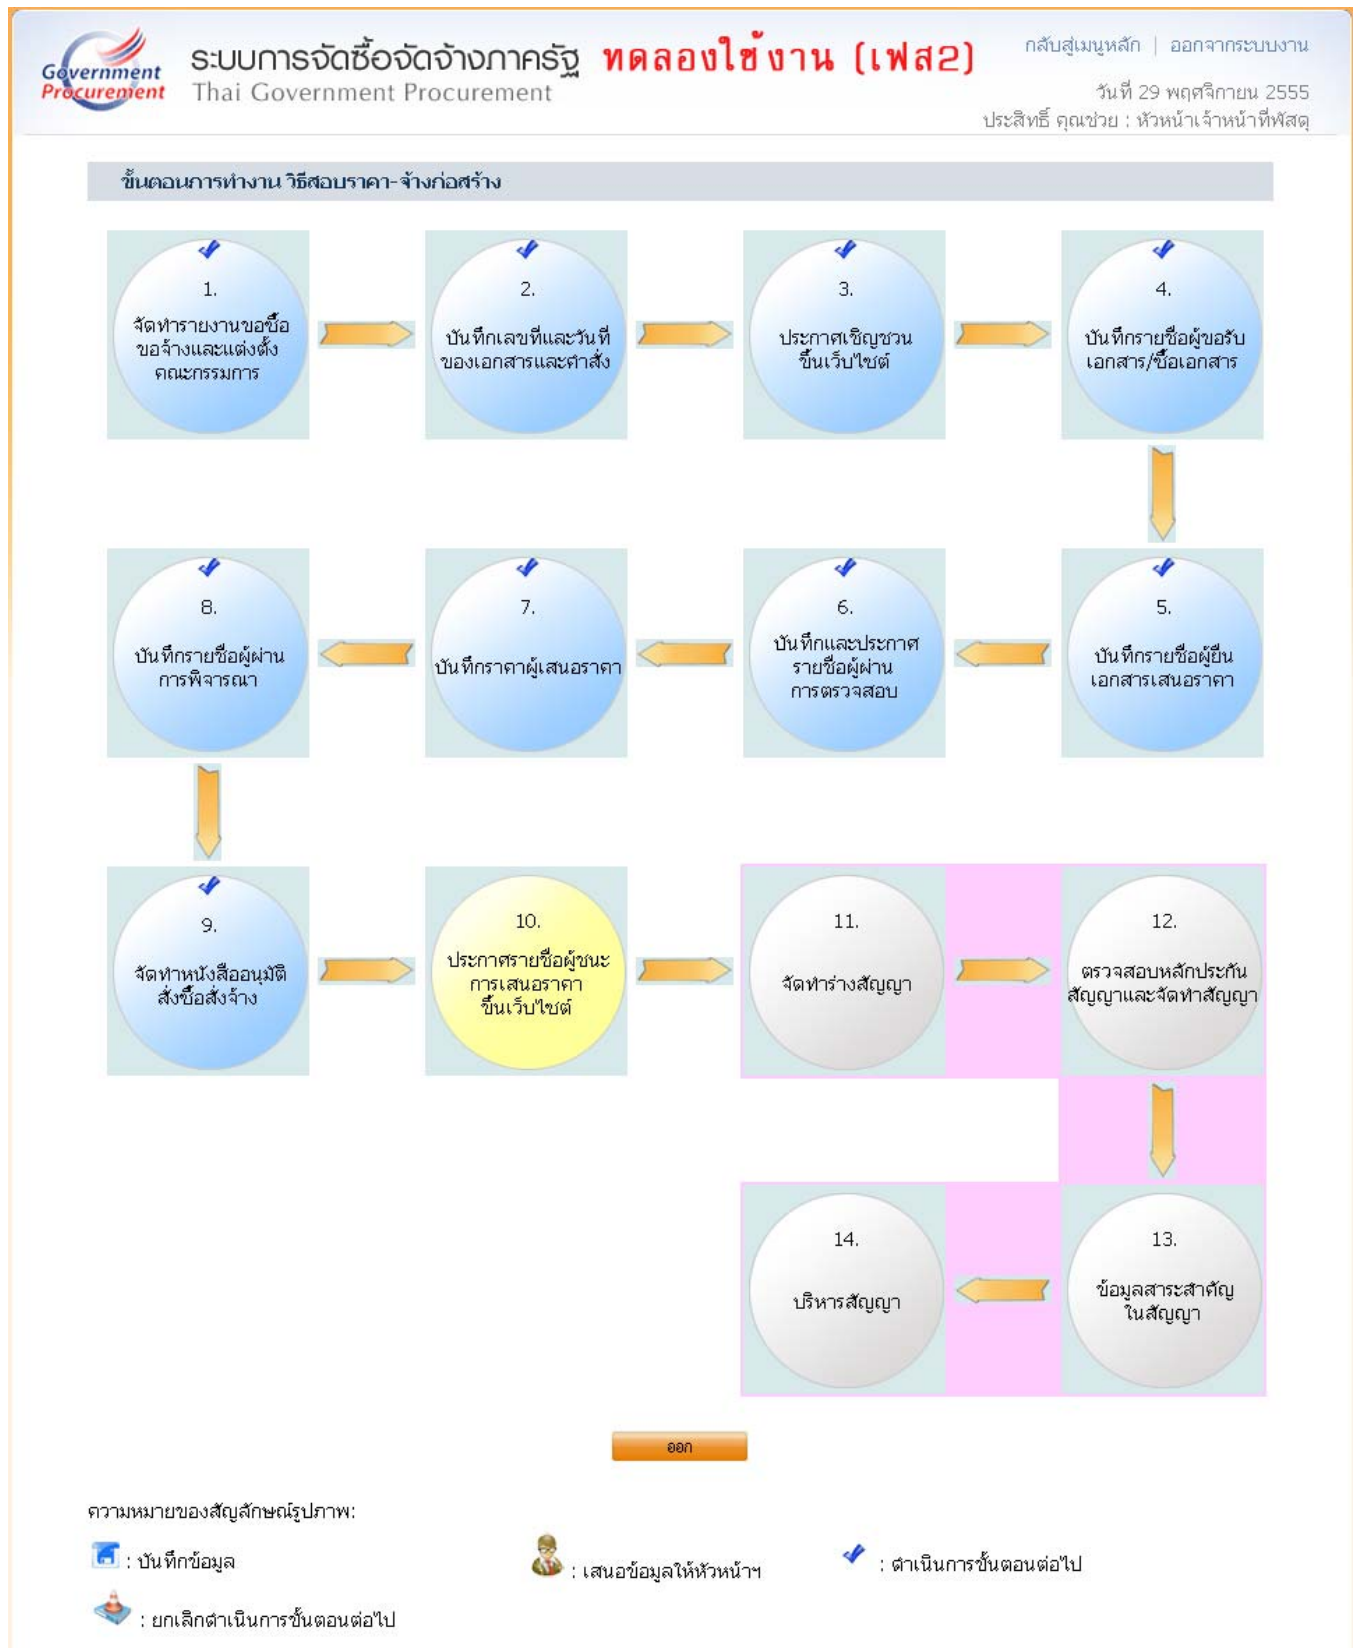 Government
Procurement
ระบบการจัดซื้อจัดจ้างภาครัฐ ทดลองใช้งาน (เฟส2)
Thai Government Procurement
กลับสู่เมนูหลัก | ออกจากระบบงาน
วันที่ 29 พฤศจิกายน 2555
ประสิทธิ์ คุณช่วย : หัวหน้าเจ้าหน้าที่พัสดุ
ขั้นตอนการทำงาน วิธีสอบราคา-จ้างก่อสร้าง
1.
จัดทำรายงานขอซื้อ
ขอจ้างและแต่งตั้ง
คณะกรรมการ
2.
บันทึกเลขที่และวันที่
ของเอกสารและคำสั่ง
3.
ประกาศเชิญชวน
ขึ้นเว็บไซต์
4.
บันทึกรายชื่อผู้ขอรับ
เอกสาร/ซื้อเอกสาร
5.
บันทึกรายชื่อผู้ยื่น
เอกสารเสนอราคา
6.
บันทึกและประกาศ
รายชื่อผู้ผ่าน
การตรวจสอบ
7.
บันทึกราคาผู้เสนอราคา
8.
บันทึกรายชื่อผู้ผ่าน
การพิจารณา
9.
จัดทำหนังสืออนุมัติ
สั่งซื้อสั่งจ้าง
10.
ประกาศรายชื่อผู้ชนะ
การเสนอราคา
ขึ้นเว็บไซต์
11.
จัดทำร่างสัญญา
12.
ตรวจสอบหลักประกัน
สัญญาและจัดทำสัญญา
13.
ข้อมูลสาระสำคัญ
ในสัญญา
14.
บริหารสัญญา
ออก
ความหมายของสัญลักษณ์รูปภาพ:
: บันทึกข้อมูล
: เสนอข้อมูลให้หัวหน้าฯ
: ดำเนินการขั้นตอนต่อไป
: ยกเลิกดำเนินการขั้นตอนต่อไป